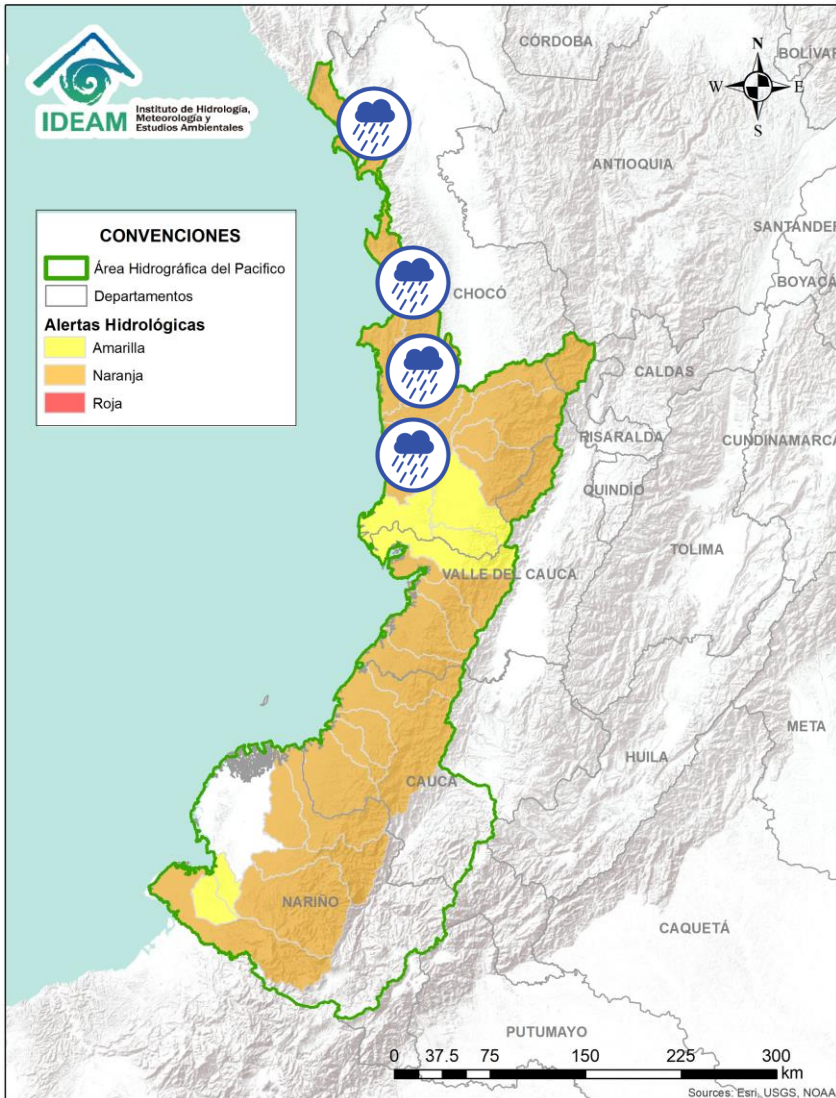 IDEAM
Instituto de Hidrología,
Meteorología y
Estudios Ambientales
CÓRDOBA
BOLÍVAR
N
W E
S
ANTIOQUIA
SANTANDER
BOYACÁ
CONVENCIONES
Área Hidrográfica del Pacifico
Departamentos
Alertas Hidrológicas
Amarilla
Naranja
Roja
CHOCÓ
CALDAS
RISARALDA
CUNDINAMARCA
QUINDÍO
TOLIMA
VALLE DEL CAUCA
META
HUILA
CAUCA
NARIÑO
CAQUETÁ
PUTUMAYO
0 37.5 75 150 225 300
km
Sources: Esri, USGS, NOAA